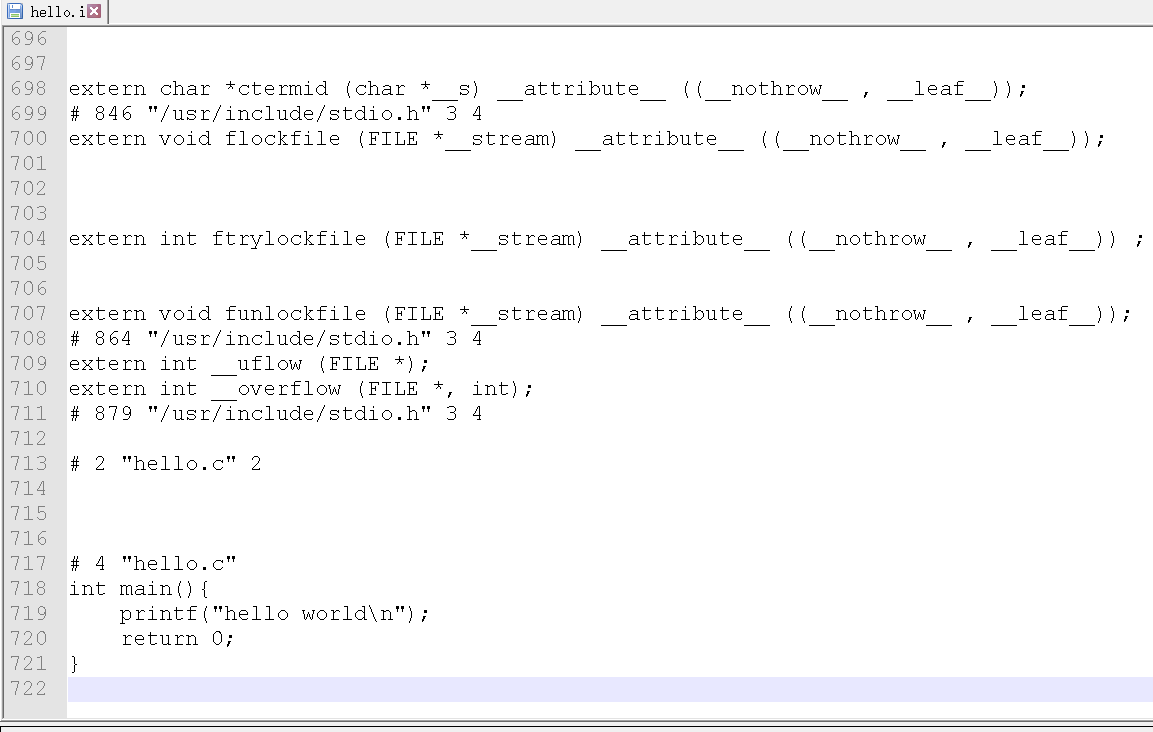 hello.i
696
697
698 extern char *ctermid (char *__s) __attribute__ ((__nothrow__ , __leaf__));
699 # 846 "/usr/include/stdio.h" 3 4
700 extern void flockfile (FILE *__stream) __attribute__ ((__nothrow__ , __leaf__));
701
702
703
704 extern int ftrylockfile (FILE *__stream) __attribute__ ((__nothrow__ , __leaf__)) ;
705
706
707 extern void funlockfile (FILE *__stream) __attribute__ ((__nothrow__ , __leaf__));
708 # 864 "/usr/include/stdio.h" 3 4
709 extern int __uflow (FILE *);
710 extern int __overflow (FILE *, int);
711 # 879 "/usr/include/stdio.h" 3 4
712
713 # 2 "hello.c" 2
714
715
716
717 # 4 "hello.c"
718 int main(){
719     printf("hello world\n");
720     return 0;
721 }
722